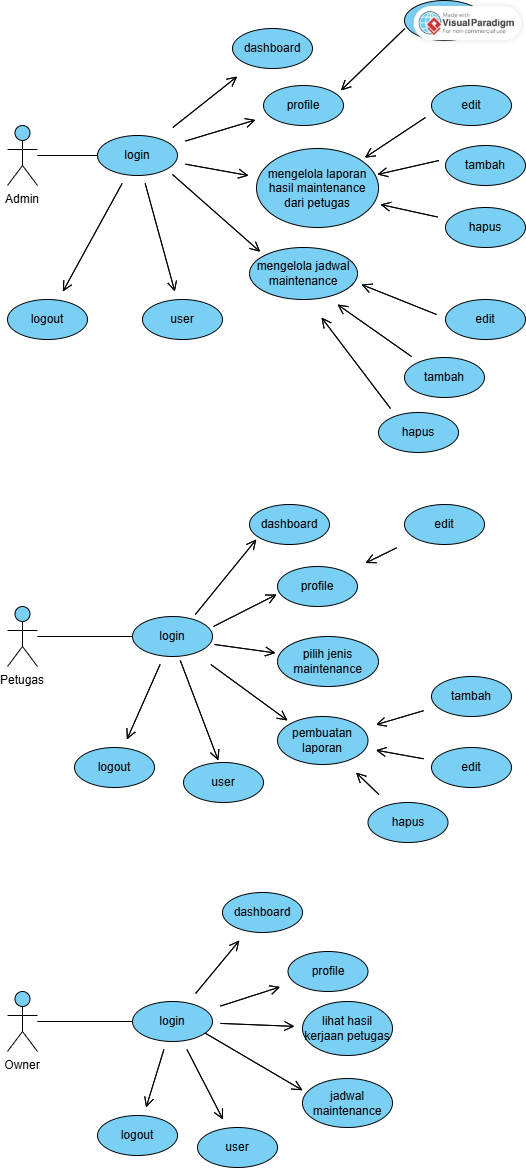 Made with
Visual Paradigm
For non-commercial use
dashboard
profile
edit
login
mengelola laporan
hasil maintenance
dari petugas
tambah
Admin
hapus
mengelola jadwal
maintenance
logout
user
edit
tambah
hapus
dashboard
edit
profile
login
pilih jenis
maintenance
Petugas
tambah
pembuatan
laporan
logout
user
edit
hapus
dashboard
profile
login
lihat hasil
kerjaan petugas
Owner
jadwal
maintenance
logout
user